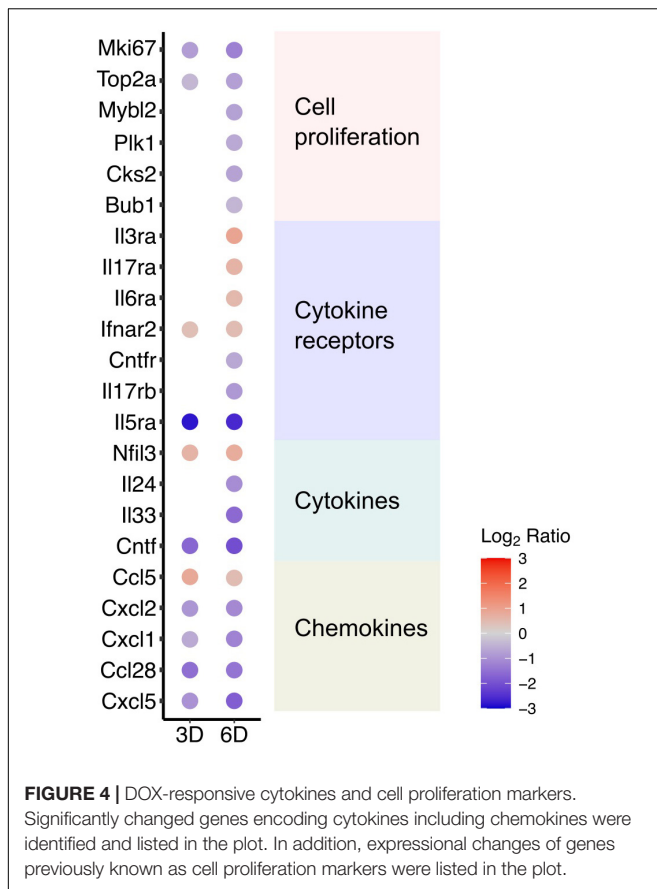 Mki67
Top2a
Mybl2
Plk1
Cks2
Bub1
Il3ra
Il17ra
Il6ra
Ifnar2
Cntfr
Il17rb
Il5ra
Nfil3
Il24
Il33
Cntf
Ccl5
Cxcl2
Cxcl1
Ccl28
Cxcl5
3D 6D
Cell
proliferation
Cytokine
receptors
Cytokines
Chemokines
Log2 Ratio
3
2
1
0
−1
−2
−3
FIGURE 4 | DOX-responsive cytokines and cell proliferation markers.
Significantly changed genes encoding cytokines including chemokines were
identified and listed in the plot. In addition, expressional changes of genes
previously known as cell proliferation markers were listed in the plot.